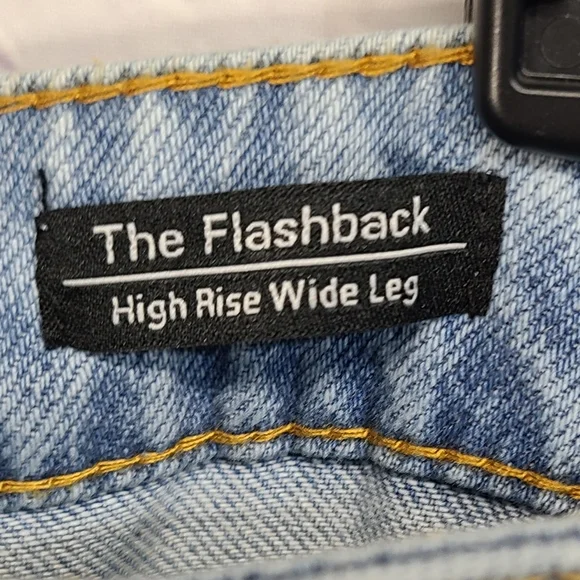 The Flashback
High Rise Wide Leg